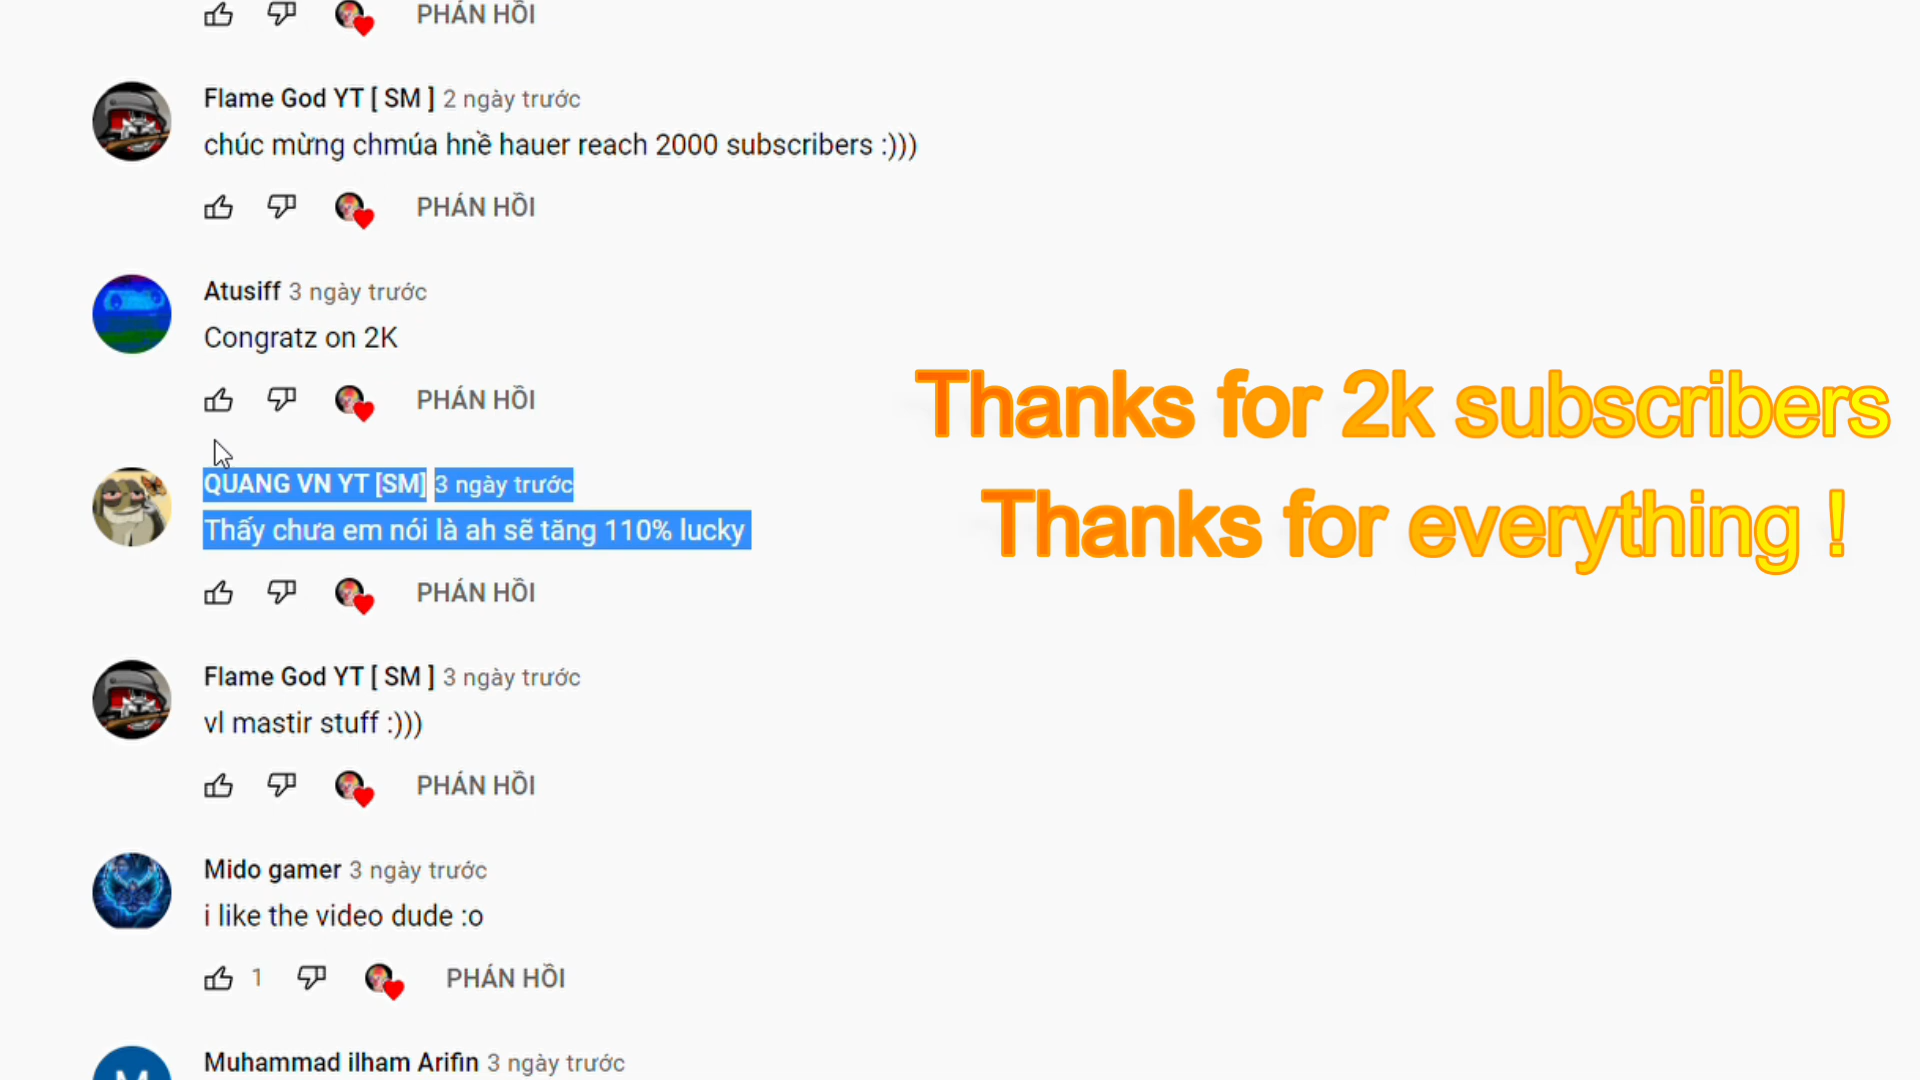 PHẢN HỒI
Flame God YT [ SM ] 2 ngày trước
chúc mừng chmúa hnề hauer reach 2000 subscribers :)))
PHẢN HỒI
Atusiff 3 ngày trước
Congratz on 2K
PHẢN HỒI
Thanks for 2k subscribers
Thanks for everything !
QUANG VN YT [SM] 3 ngày trước
Thấy chưa em nói là ah sẽ tăng 110% lucky
PHẢN HỒI
Flame God YT [ SM ] 3 ngày trước
vl mastir stuff :)))
PHẢN HỒI
Mido gamer 3 ngày trước
i like the video dude :o
1 PHẢN HỒI
Muhammad ilham Arifin 3 ngày trước
M